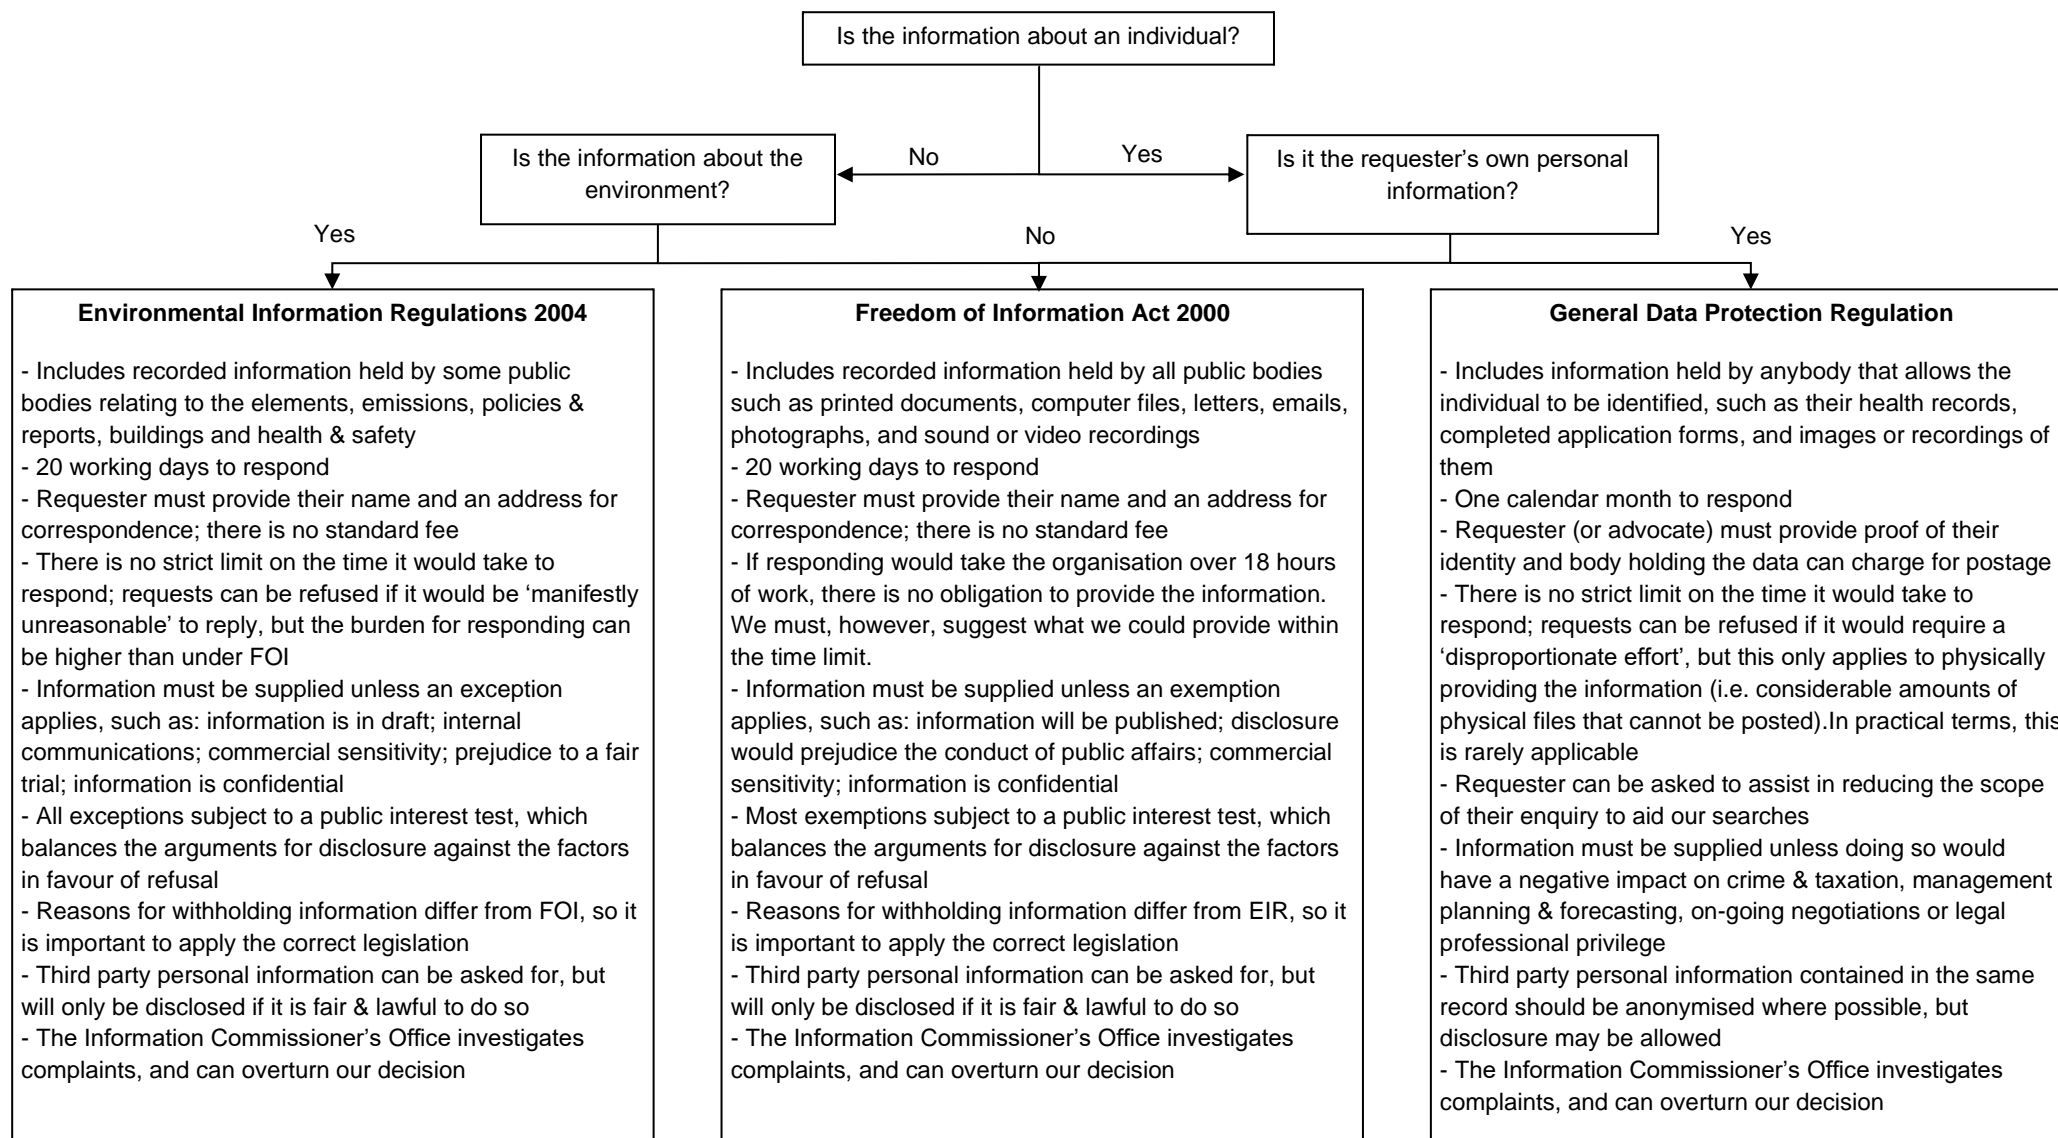 Is the information about an individual?
Is the information about the
environment?
No
Yes
Is it the requester’s own personal
information?
Yes
No
Yes
Environmental Information Regulations 2004
- Includes recorded information held by some public
bodies relating to the elements, emissions, policies &
reports, buildings and health & safety
- 20 working days to respond
- Requester must provide their name and an address for
correspondence; there is no standard fee
- There is no strict limit on the time it would take to
respond; requests can be refused if it would be ‘manifestly
unreasonable’ to reply, but the burden for responding can
be higher than under FOI
- Information must be supplied unless an exception
applies, such as: information is in draft; internal
communications; commercial sensitivity; prejudice to a fair
trial; information is confidential
- All exceptions subject to a public interest test, which
balances the arguments for disclosure against the factors
in favour of refusal
- Reasons for withholding information differ from FOI, so it
is important to apply the correct legislation
- Third party personal information can be asked for, but
will only be disclosed if it is fair & lawful to do so
- The Information Commissioner’s Office investigates
complaints, and can overturn our decision
Freedom of Information Act 2000
- Includes recorded information held by all public bodies
such as printed documents, computer files, letters, emails,
photographs, and sound or video recordings
- 20 working days to respond
- Requester must provide their name and an address for
correspondence; there is no standard fee
- If responding would take the organisation over 18 hours
of work, there is no obligation to provide the information.
We must, however, suggest what we could provide within
the time limit.
- Information must be supplied unless an exemption
applies, such as: information will be published; disclosure
would prejudice the conduct of public affairs; commercial
sensitivity; information is confidential
- Most exemptions subject to a public interest test, which
balances the arguments for disclosure against the factors
in favour of refusal
- Reasons for withholding information differ from EIR, so it
is important to apply the correct legislation
- Third party personal information can be asked for, but
will only be disclosed if it is fair & lawful to do so
- The Information Commissioner’s Office investigates
complaints, and can overturn our decision
General Data Protection Regulation
- Includes information held by anybody that allows the
individual to be identified, such as their health records,
completed application forms, and images or recordings of
them
- One calendar month to respond
- Requester (or advocate) must provide proof of their
identity and body holding the data can charge for postage
- There is no strict limit on the time it would take to
respond; requests can be refused if it would require a
‘disproportionate effort’, but this only applies to physically
providing the information (i.e. considerable amounts of
physical files that cannot be posted).In practical terms, this
is rarely applicable
- Requester can be asked to assist in reducing the scope
of their enquiry to aid our searches
- Information must be supplied unless doing so would
have a negative impact on crime & taxation, management
planning & forecasting, on-going negotiations or legal
professional privilege
- Third party personal information contained in the same
record should be anonymised where possible, but
disclosure may be allowed
- The Information Commissioner’s Office investigates
complaints, and can overturn our decision